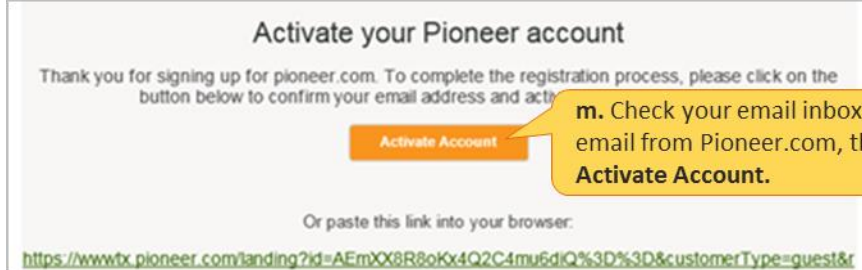 Activate your Pioneer account
Thank you for signing up for pioneer.com. To complete the registration process, please click on the
button below to confirm your email address and
m. Check your email inbox
email from Pioneer.com,
Activate Account.
Activate Account
Or paste this link into your browser:
https://wwwtx.pioneer.com/landing?id=AEmXX8R8oKx4Q2C4mu6diQ%3D%3D&customerType=guest&r